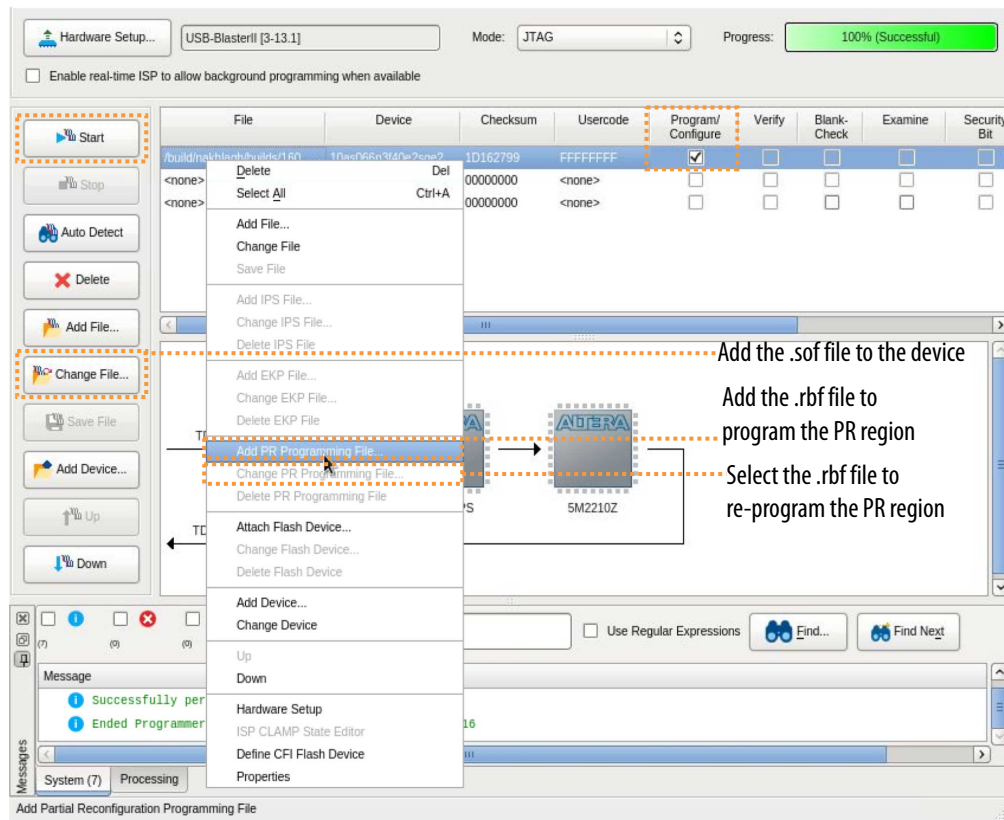 Hardware Setup...
USB-BlasterII [3-13.1]
Mode: JTAG
Progress: 100% (Successful)
Enable real-time ISP to allow background programming when available
Start
Stop
Auto Detect
Delete
Add File...
Change File...
Save File
Add Device...
Up
Down
File Device Checksum Usercode Program/ Verify Blank- Examine Security
Configure Check Bit
1D162799 FFFFFFFF
<none> 00000000 <none>
<none> 00000000 <none>
Delete Del
Select All Ctrl+A
Add File...
Change File
Save File
Add IPS File...
Change IPS File...
Delete IPS File
Add EKP File...
Change EKP File...
Delete EKP File
Add PR Programming File...
Change PR Programming File...
Delete PR Programming File
Attach Flash Device...
Change Flash Device...
Delete Flash Device
Add Device...
Change Device
Up
Down
Hardware Setup
ISP CLAMP State Editor
Define CFI Flash Device
Properties
ALTERA
5M2210Z
Add the .sof file to the device
Add the .rbf file to
program the PR region
Select the .rbf file to
re-program the PR region
(7) (0) (0)
Use Regular Expressions
Find...
Find Next
Message
Successfully per
Ended Programmer 16
Messages
System (7) Processing
Add Partial Reconfiguration Programming File